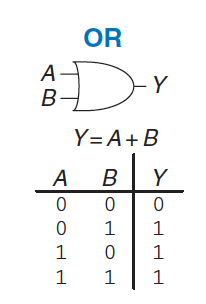 OR
A
B
Y
Y = A + B
A B Y
0 0 0
0 1 1
1 0 1
1 1 1